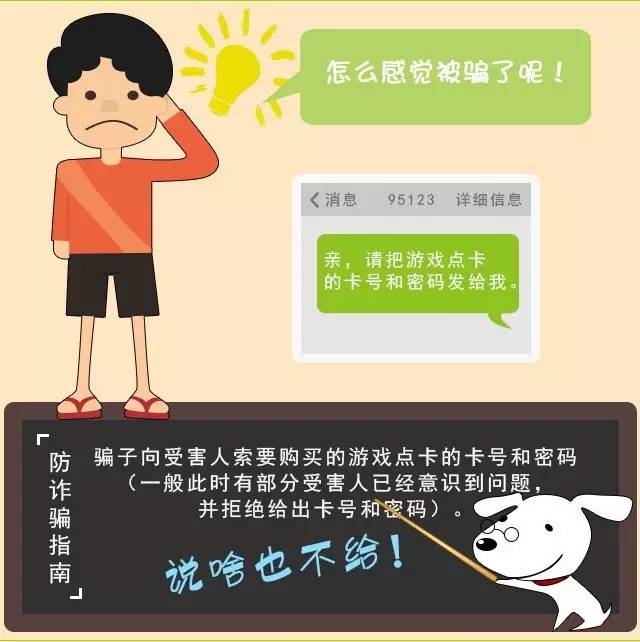 怎么感觉被骗了呢！
消息 95123 详细信息
亲，请把游戏点卡
的卡号和密码发给我。
防诈骗指南
骗子向受害人索要购买的游戏点卡的卡号和密码
（一般此时有部分受害人已经意识到问题，
并拒绝给出卡号和密码）。
说啥也不给！